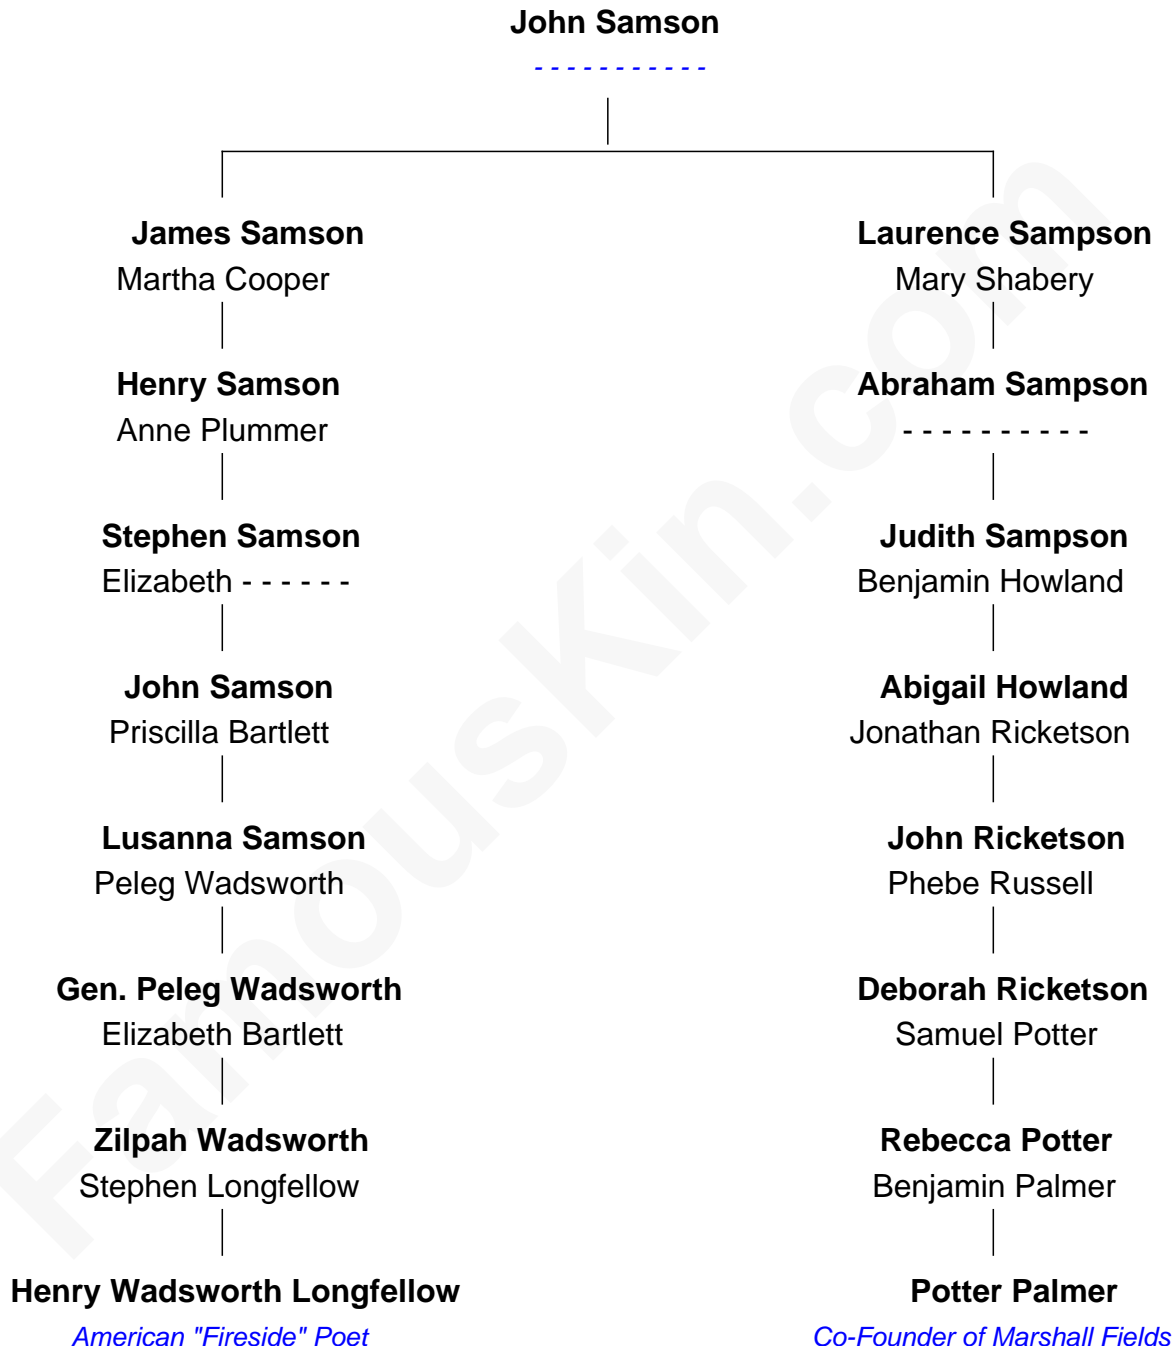 John Samson
- - - - - - - - - - -
James Samson
Martha Cooper
Laurence Sampson
Mary Shabery
Henry Samson
Anne Plummer
Abraham Sampson
- - - - - - - - - -
Stephen Samson
Elizabeth - - - - - -
Judith Sampson
Benjamin Howland
John Samson
Priscilla Bartlett
Abigail Howland
Jonathan Ricketson
Lusanna Samson
Peleg Wadsworth
John Ricketson
Phebe Russell
Gen. Peleg Wadsworth
Elizabeth Bartlett
Deborah Ricketson
Samuel Potter
Zilpah Wadsworth
Stephen Longfellow
Rebecca Potter
Benjamin Palmer
Henry Wadsworth Longfellow
American "Fireside" Poet
Potter Palmer
Co-Founder of Marshall Fields
FamousKin.com